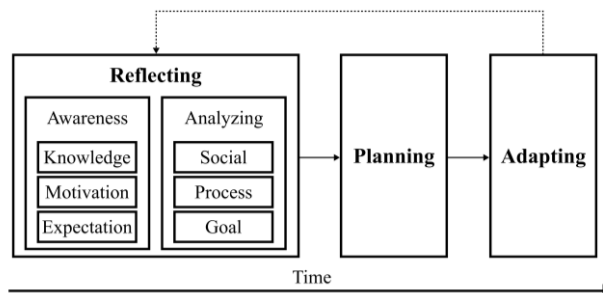 Reflecting
Awareness
Knowledge
Motivation
Expectation
Analyzing
Social
Process
Goal
Planning
Adapting
Time